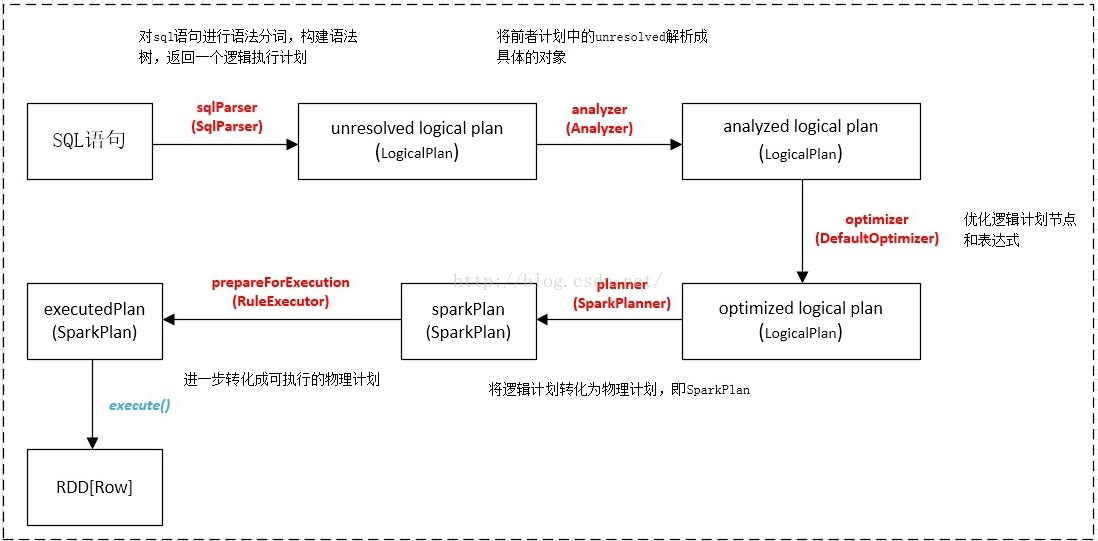 对sql语句进行语法分词，构建语法
树，返回一个逻辑执行计划
将前者计划中的unresolved解析成
具体的对象
SQL语句
sqlParser
(SqlParser)
unresolved logical plan
(LogicalPlan)
analyzer
(Analyzer)
analyzed logical plan
(LogicalPlan)
optimizer
(DefaultOptimizer)
优化逻辑计划节点
和表达式
http://blog.csdn.net/
executedPlan
(SparkPlan)
prepareForExecution
(RuleExecutor)
sparkPlan
(SparkPlan)
planner
(SparkPlanner)
optimized logical plan
(LogicalPlan)
进一步转化成可执行的物理计划
将逻辑计划转化为物理计划，即SparkPlan
execute()
RDD[Row]